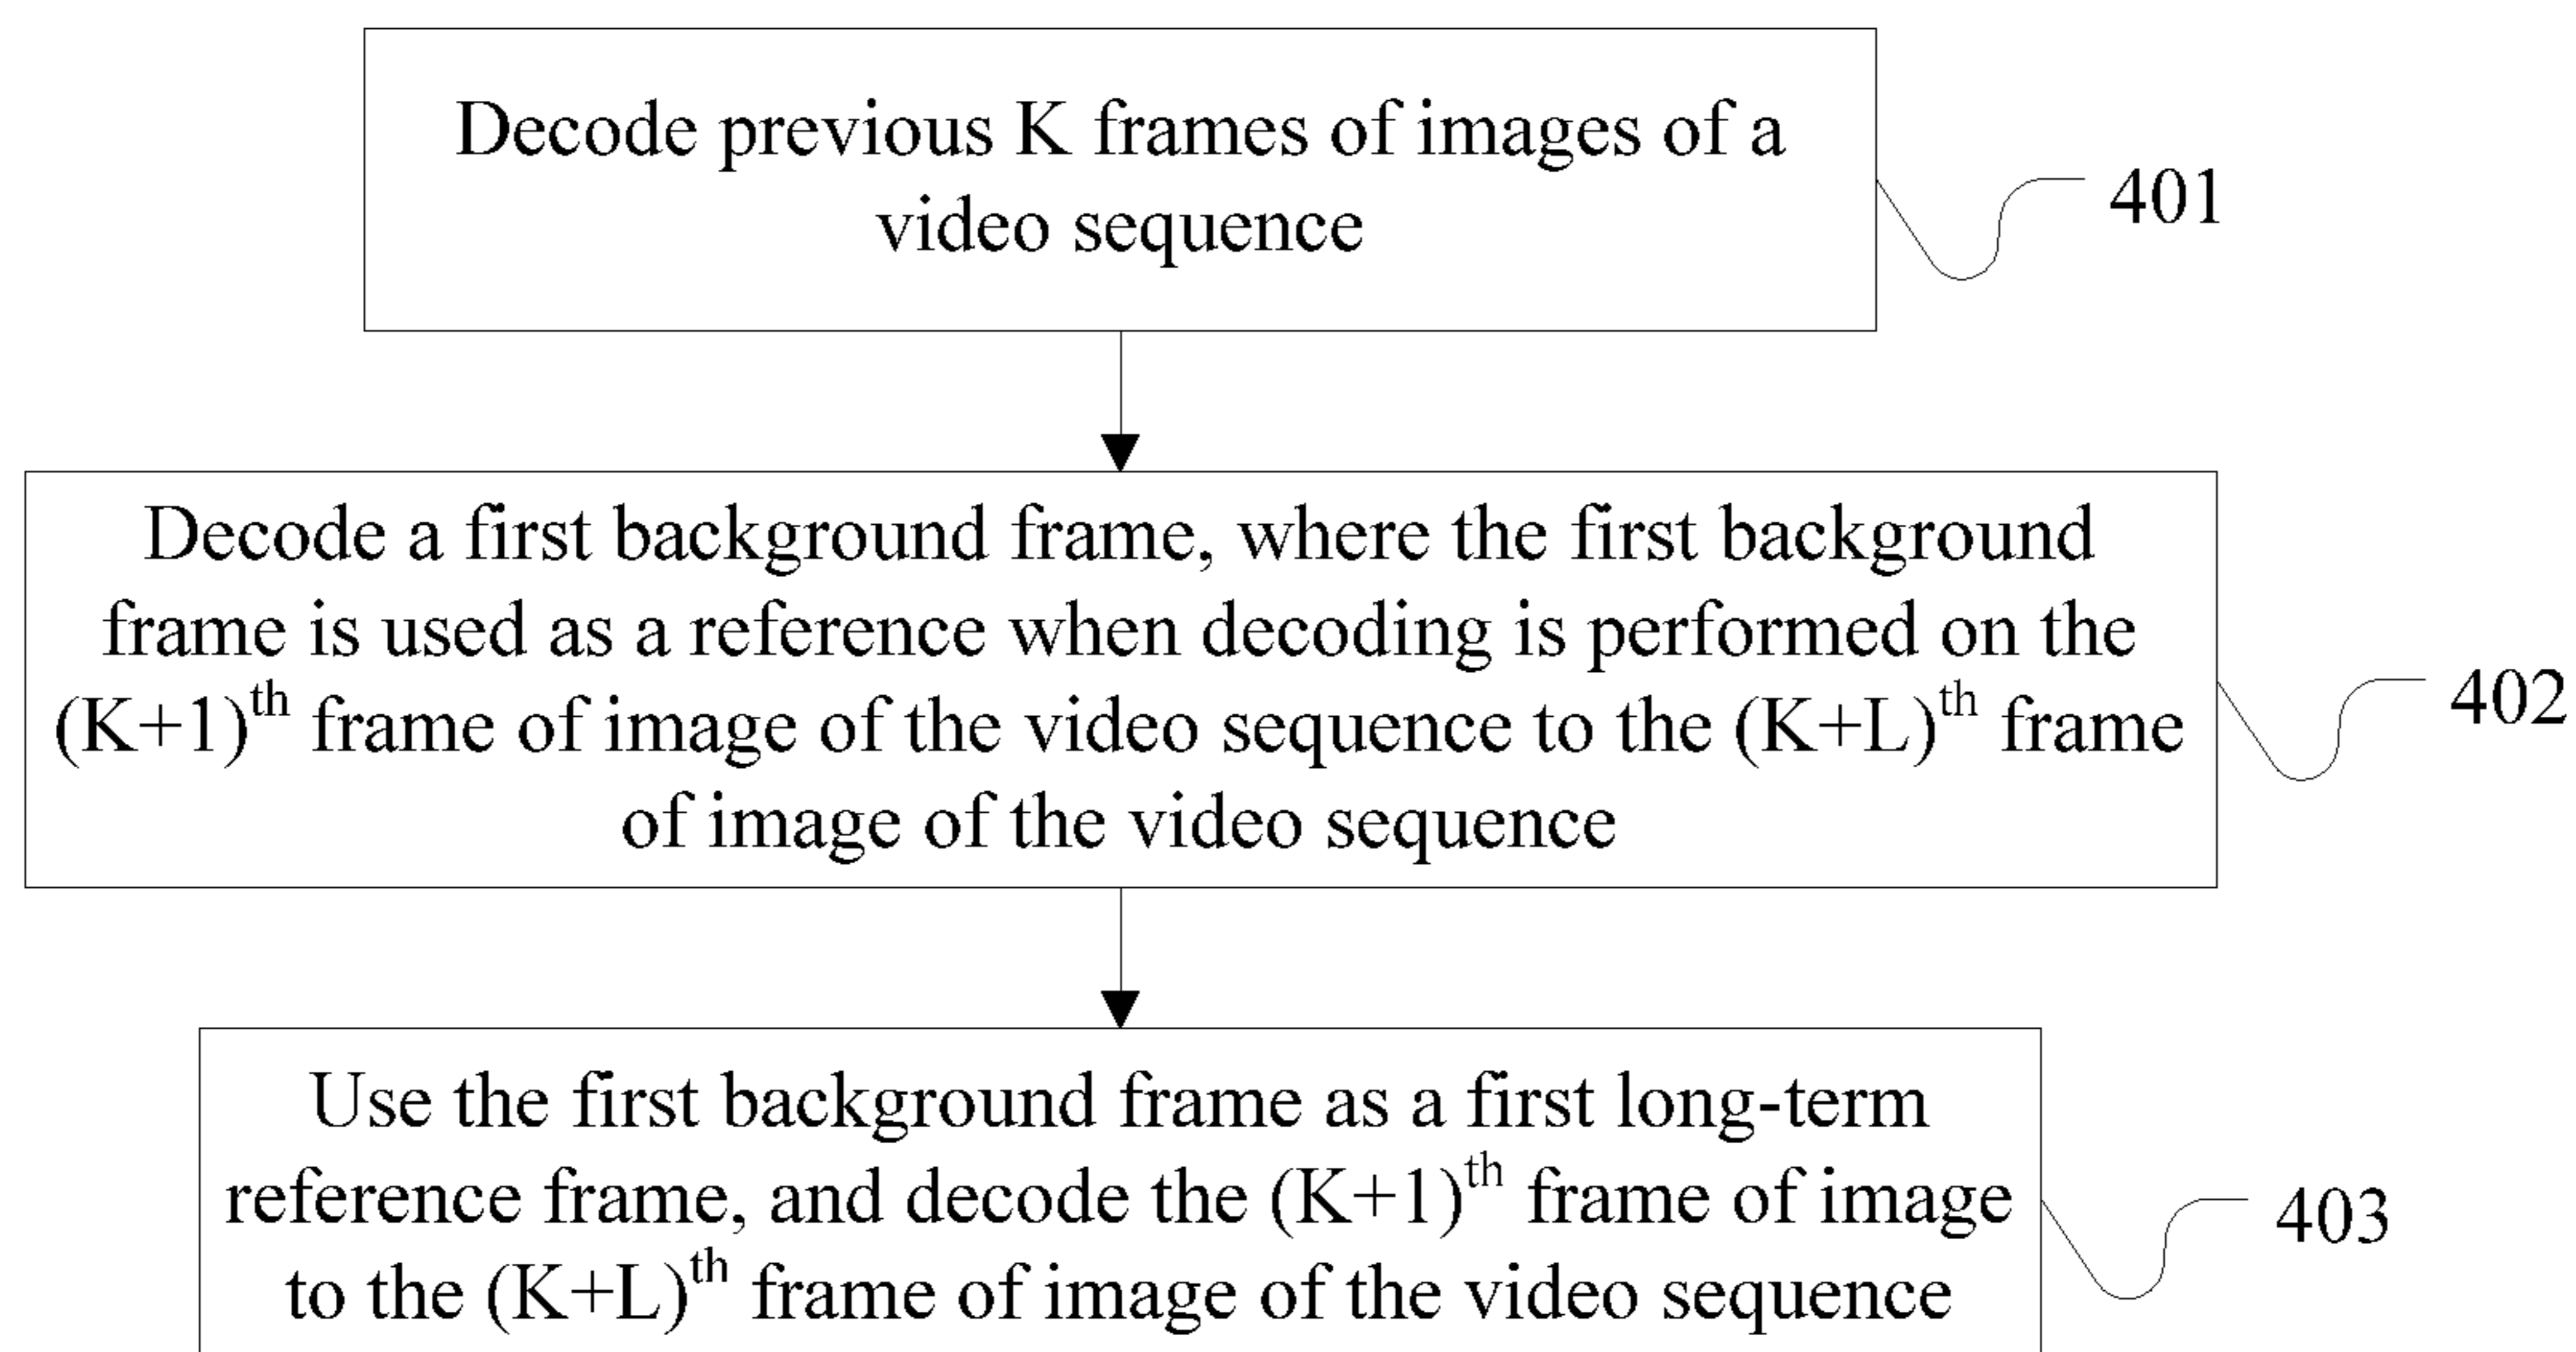 Decode previous K frames of images of a
video sequence
401
Decode a first background frame, where the first background
frame is used as a reference when decoding is performed on the
(K+1)th frame of image of the video sequence to the (K+L)th frame
of image of the video sequence
402
Use the first background frame as a first long-term
reference frame, and decode the (K+1)th frame of image
to the (K+L)th frame of image of the video sequence
403